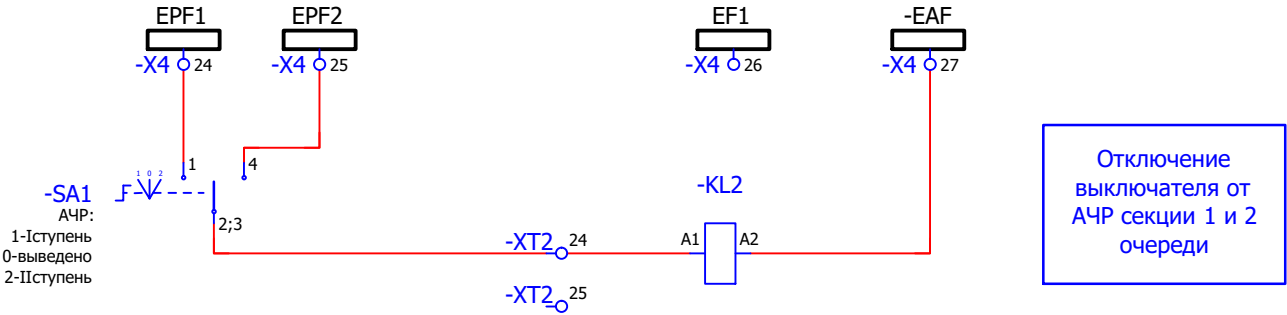 EPF1 EPF2 EF1 -EAF
-X4 24 -X4 25 -X4 26 -X4 27
1 4
1 0 2
-SA1
АЧР:
1-Iступень
0-выведено
2-IIступень
2;3
-XT2 24
-XT2 25
-KL2
A1 A2
Отключение
выключателя от
АЧР секции 1 и 2
очереди